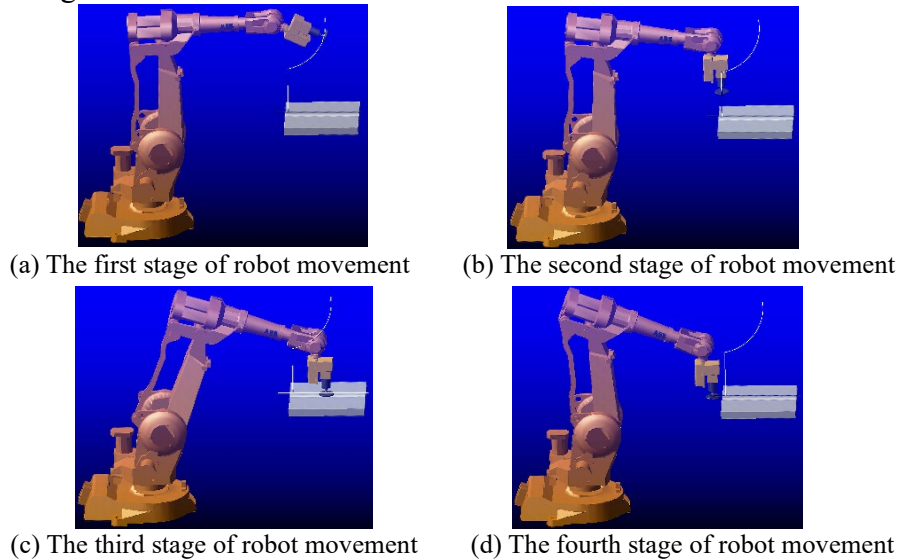 (a) The first stage of robot movement
(b) The second stage of robot movement
(c) The third stage of robot movement
(d) The fourth stage of robot movement